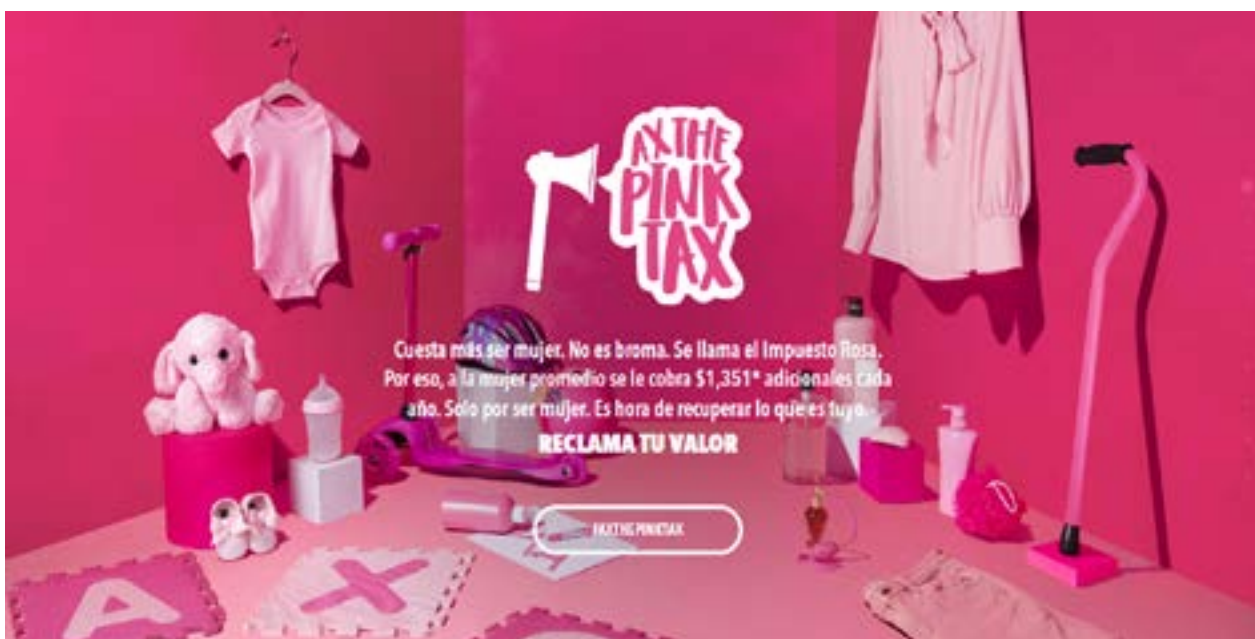 AX THE
PINK
TAX
Cuesta más ser mujer. No es broma. Se llama el Impuesto Rosa.
Por eso, a la mujer promedio se le cobra $1,351* adicionales cada
año. Solo por ser mujer. Es hora de recuperar lo que es tuyo.
RECLAMA TU VALOR
#AXTHEPINKTAX
A X